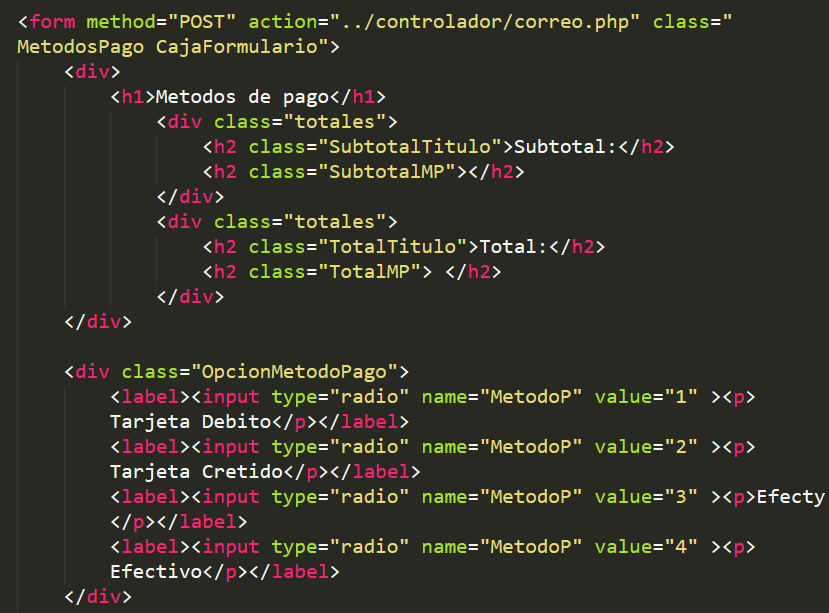 <form method="POST" action="../controlador/correo.php" class="
MetodosPago CajaFormulario">
<div>
<h1>Metodos de pago</h1>
<div class="totales">
<h2 class="SubtotalTitulo">Subtotal:</h2>
<h2 class="SubtotalMP"></h2>
</div>
<div class="totales">
<h2 class="TotalTitulo">Total:</h2>
<h2 class="TotalMP"> </h2>
</div>
</div>
<div class="OpcionMetodoPago">
<label><input type="radio" name="MetodoP" value="1" ><p>
Tarjeta Debito</p></label>
<label><input type="radio" name="MetodoP" value="2" ><p>
Tarjeta Cretido</p></label>
<label><input type="radio" name="MetodoP" value="3" ><p>Efecty
</p></label>
<label><input type="radio" name="MetodoP" value="4" ><p>
Efectivo</p></label>
</div>